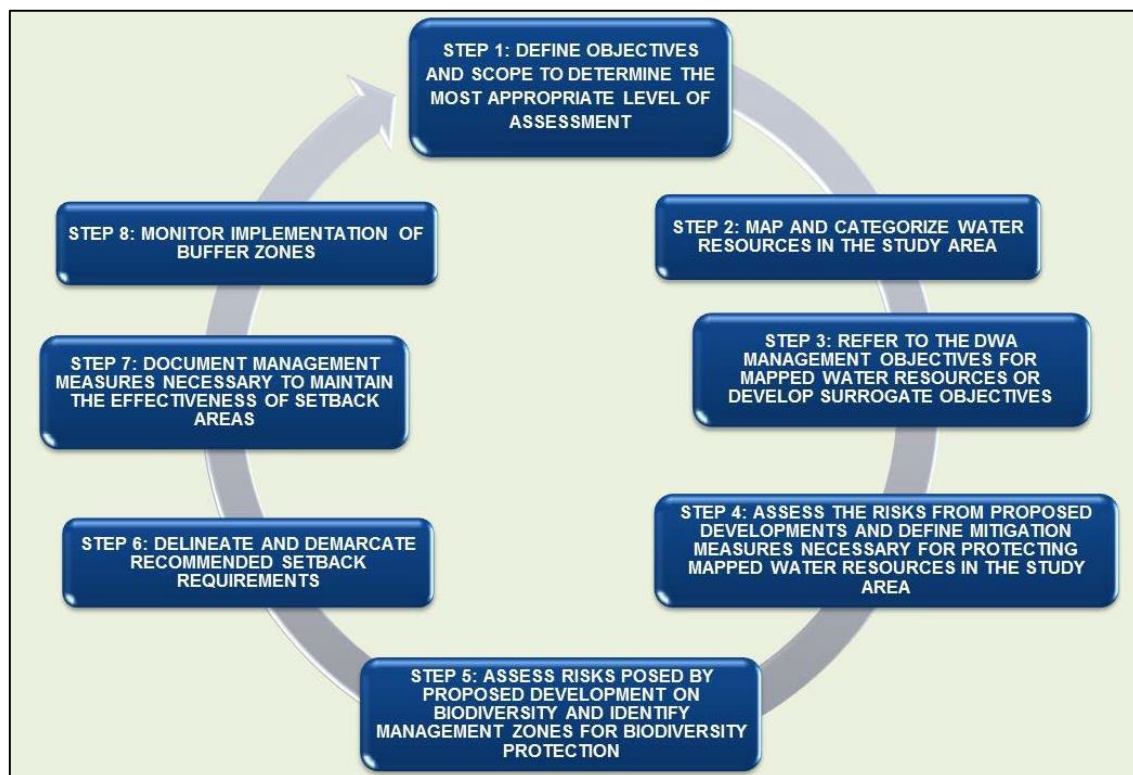 STEP 1: DEFINE OBJECTIVES
AND SCOPE TO DETERMINE THE
MOST APPROPRIATE LEVEL OF
ASSESSMENT
STEP 2: MAP AND CATEGORIZE WATER
RESOURCES IN THE STUDY AREA
STEP 3: REFER TO THE DWA
MANAGEMENT OBJECTIVES FOR
MAPPED WATER RESOURCES OR
DEVELOP SURROGATE OBJECTIVES
STEP 4: ASSESS THE RISKS FROM PROPOSED
DEVELOPMENTS AND DEFINE MITIGATION
MEASURES NECESSARY FOR PROTECTING
MAPPED WATER RESOURCES IN THE STUDY
AREA
STEP 5: ASSESS RISKS POSED BY
PROPOSED DEVELOPMENT ON
BIODIVERSITY AND IDENTIFY
MANAGEMENT ZONES FOR BIODIVERSITY
PROTECTION
STEP 6: DELINEATE AND DEMARCATE
RECOMMENDED SETBACK
REQUIREMENTS
STEP 7: DOCUMENT MANAGEMENT
MEASURES NECESSARY TO MAINTAIN
THE EFFECTIVENESS OF SETBACK
AREAS
STEP 8: MONITOR IMPLEMENTATION OF
BUFFER ZONES